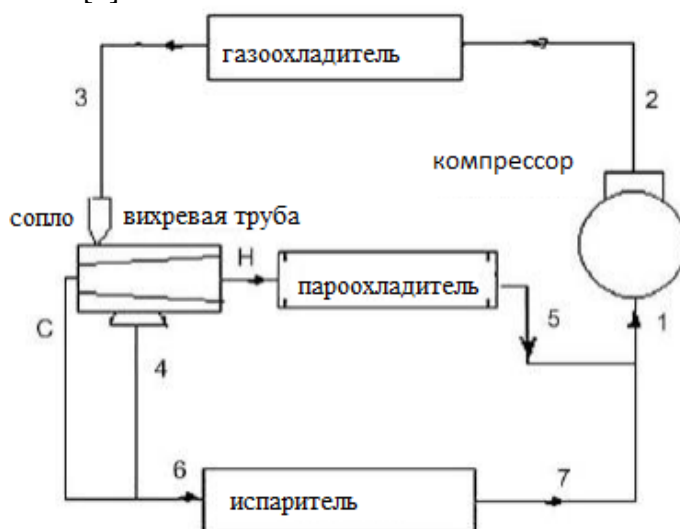 газоохладитель
3
2
компрессор
сопло
вихревая труба
H
пароохладитель
C
5
1
4
6
7
испаритель